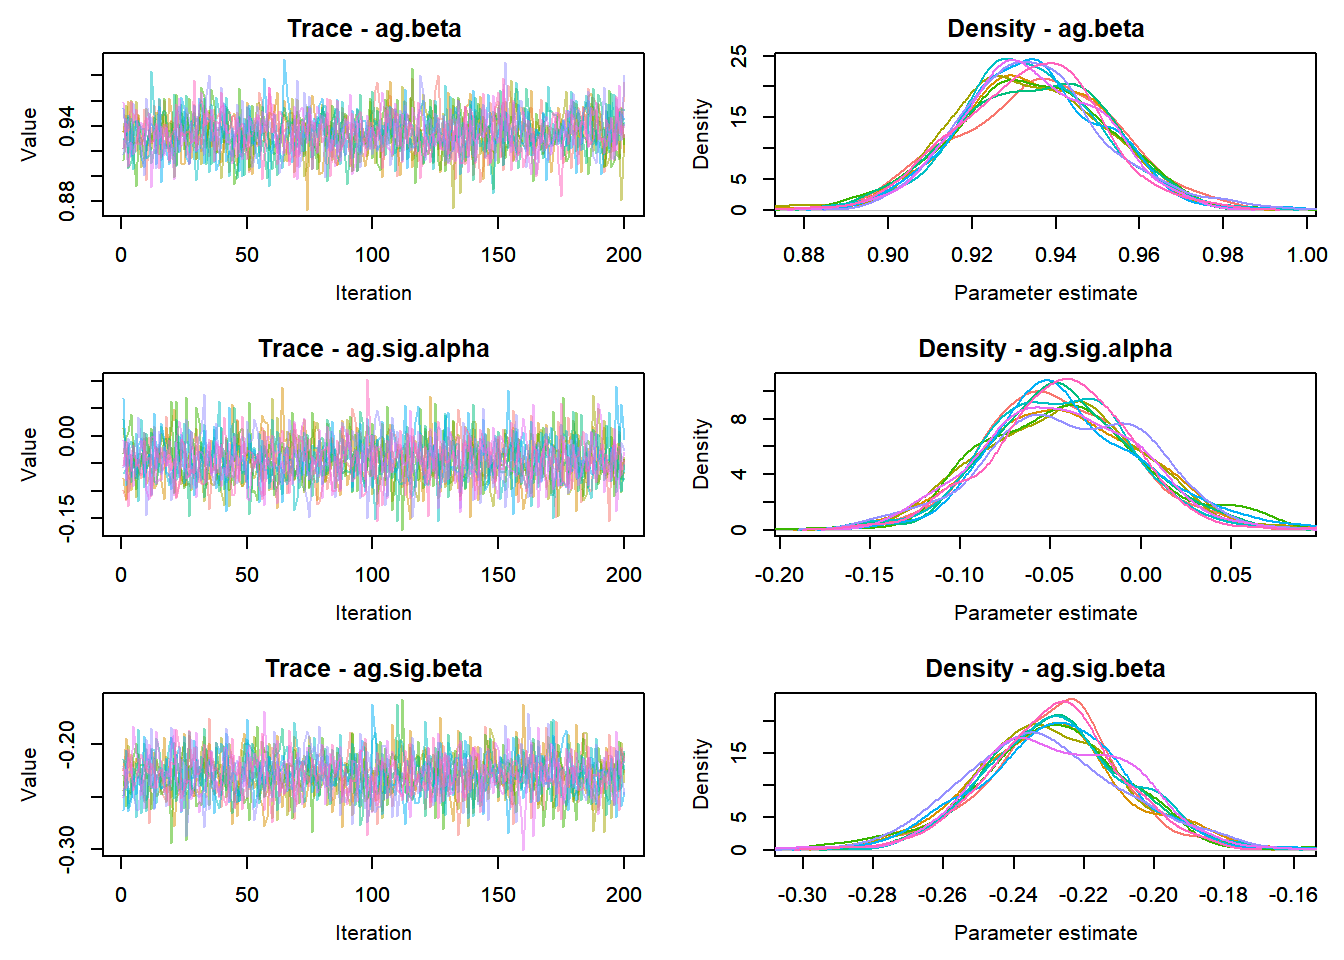 Trace - ag.beta
Value
0.94
0.88
0
50
100
150
200
Iteration
Density - ag.beta
Density
25
15
5
0
0.88
0.90
0.92
0.94
0.96
0.98
1.00
Parameter estimate
Trace - ag.sig.alpha
Value
0.00
-0.15
0
50
100
150
200
Iteration
Density - ag.sig.alpha
Density
8
4
0
-0.20
-0.15
-0.10
-0.05
0.00
0.05
Parameter estimate
Trace - ag.sig.beta
Value
-0.20
-0.30
0
50
100
150
200
Iteration
Density - ag.sig.beta
Density
15
5
0
-0.30
-0.28
-0.26
-0.24
-0.22
-0.20
-0.18
-0.16
Parameter estimate